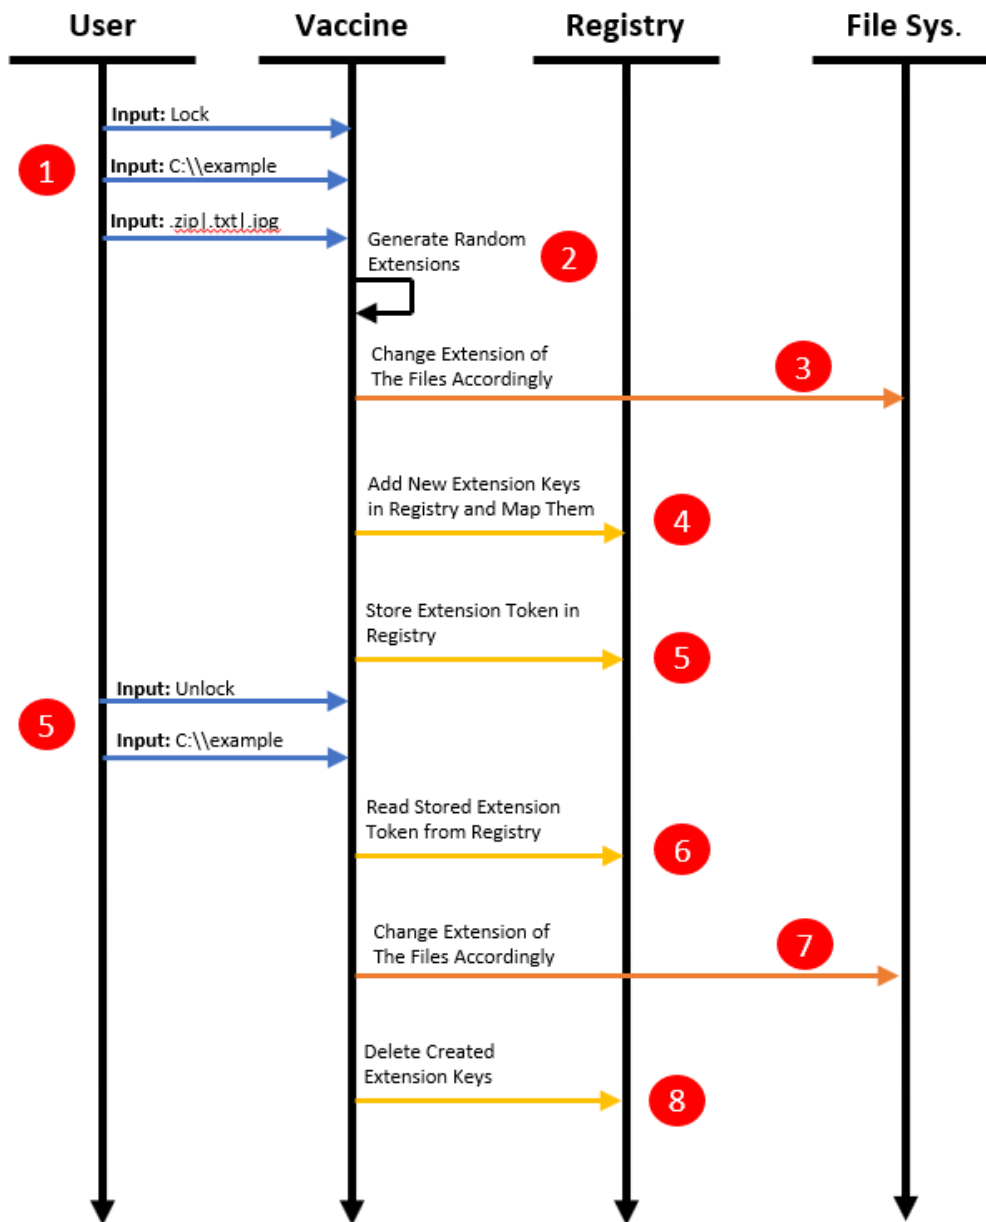 User
Vaccine
Registry
File Sys.
Input: Lock
1
Input: C:\\example
Input: .zip|.txt|.jpg
Generate Random
Extensions
2
Change Extension of
The Files Accordingly
3
Add New Extension Keys
in Registry and Map Them
4
Store Extension Token in
Registry
5
Input: Unlock
5
Input: C:\\example
Read Stored Extension
Token from Registry
6
Change Extension of
The Files Accordingly
7
Delete Created
Extension Keys
8